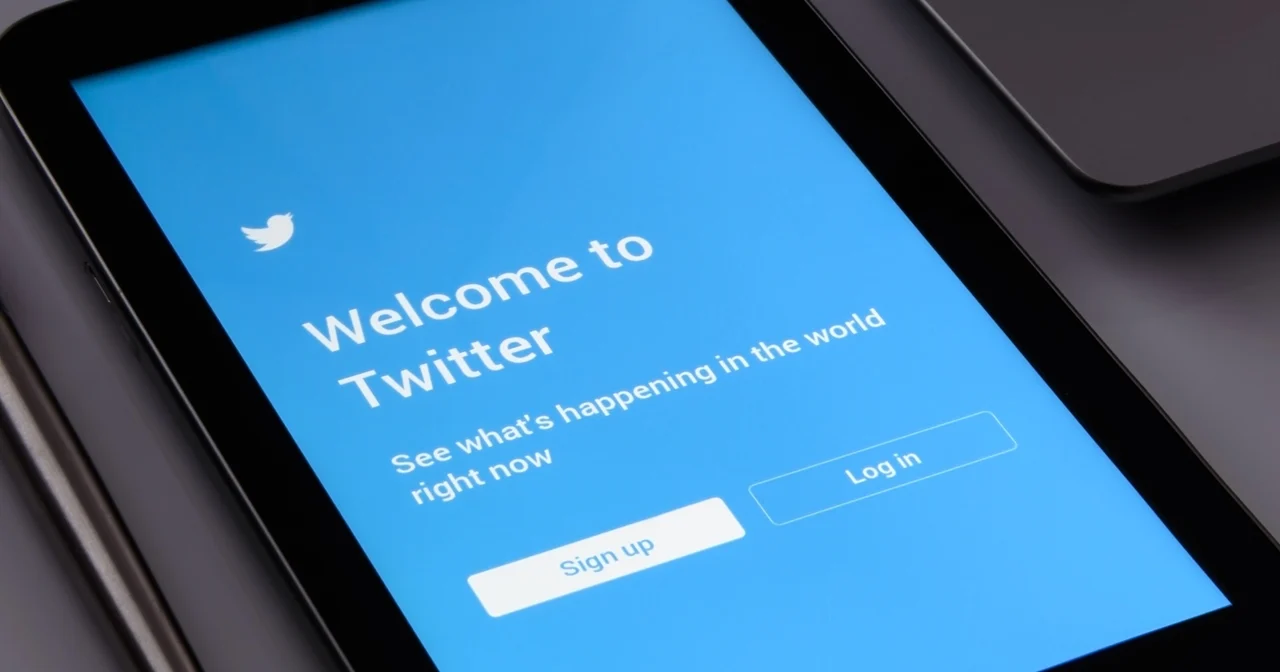 Welcome to
Twitter
See what's happening in the world
right now
Sign up
Log in